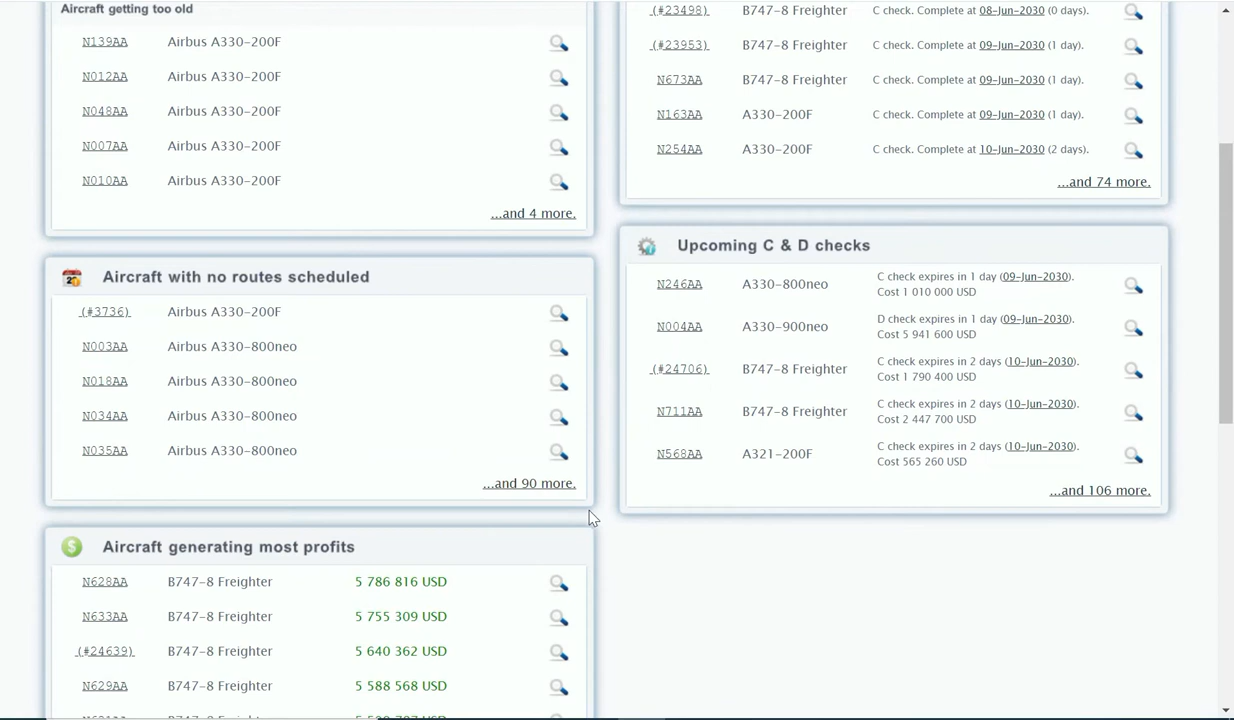 Aircraft getting too old
N139AA Airbus A330-200F
N012AA Airbus A330-200F
N048AA Airbus A330-200F
N007AA Airbus A330-200F
N010AA Airbus A330-200F
...and 4 more.
Aircraft with no routes scheduled
(#3736) Airbus A330-200F
N003AA Airbus A330-800neo
N018AA Airbus A330-800neo
N034AA Airbus A330-800neo
N035AA Airbus A330-800neo
...and 90 more.
Aircraft generating most profits
N628AA B747-8 Freighter 5 786 816 USD
N633AA B747-8 Freighter 5 755 309 USD
(#24639) B747-8 Freighter 5 640 362 USD
N629AA B747-8 Freighter 5 588 568 USD
(#23498) B747-8 Freighter C check. Complete at 08-Jun-2030 (0 days).
(#23953) B747-8 Freighter C check. Complete at 09-Jun-2030 (1 day).
N673AA B747-8 Freighter C check. Complete at 09-Jun-2030 (1 day).
N163AA A330-200F C check. Complete at 09-Jun-2030 (1 day).
N254AA A330-200F C check. Complete at 10-Jun-2030 (2 days).
...and 74 more.
Upcoming C & D checks
N246AA A330-800neo C check expires in 1 day (09-Jun-2030).
Cost 1 010 000 USD
N004AA A330-900neo D check expires in 1 day (09-Jun-2030).
Cost 5 941 600 USD
(#24706) B747-8 Freighter C check expires in 2 days (10-Jun-2030).
Cost 1 790 400 USD
N711AA B747-8 Freighter C check expires in 2 days (10-Jun-2030).
Cost 2 447 700 USD
N568AA A321-200F C check expires in 2 days (10-Jun-2030).
Cost 565 260 USD
...and 106 more.